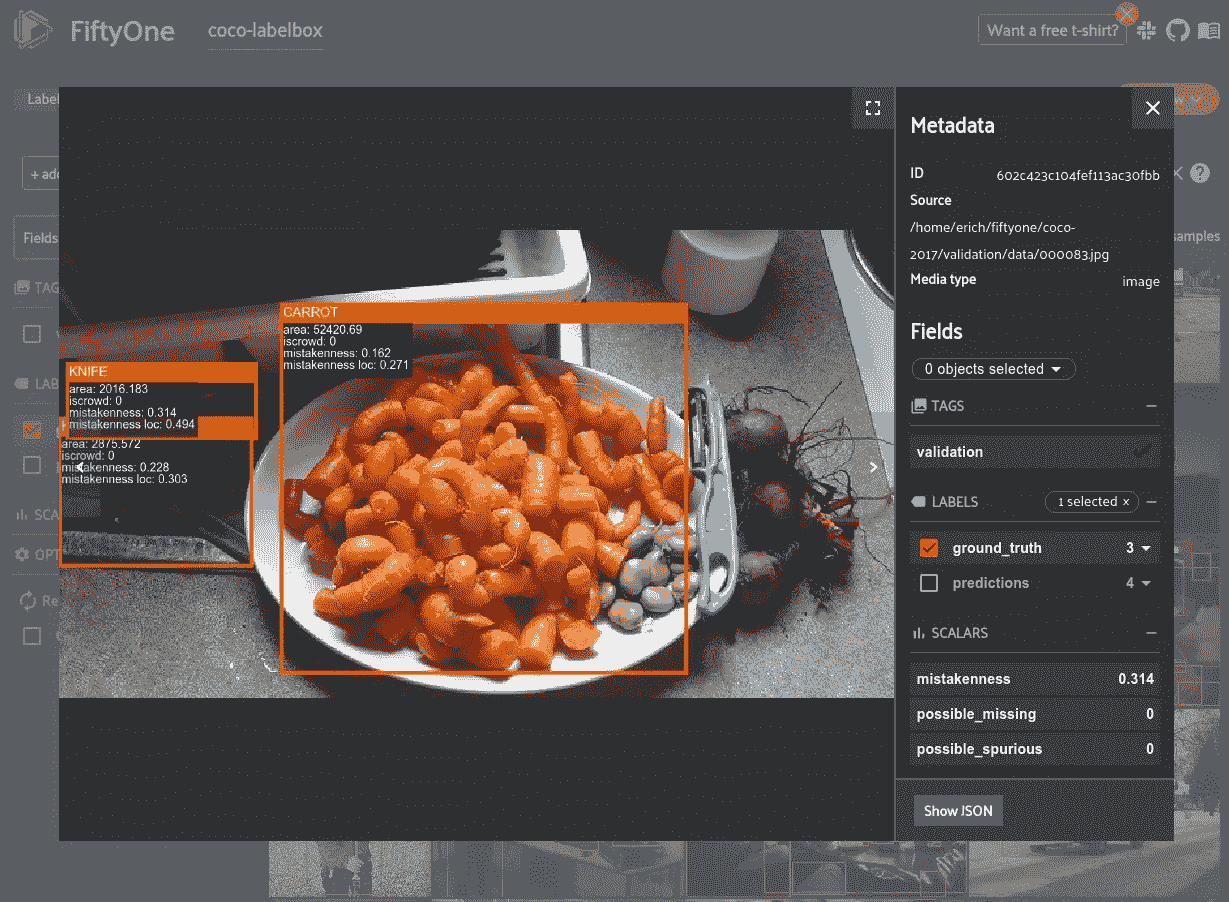 FiftyOne
coco-labelbox
Want a free t-shirt?
Label
+ add
Fields
TAG
LAB
SCA
OPT
Re
samples
CARROT
area: 52420.69
iscrowd: 0
mistakenness: 0.162
mistakenness loc: 0.271
KNIFE
area: 2016.183
iscrowd: 0
mistakenness: 0.314
mistakenness loc: 0.494
area: 2875.572
iscrowd: 0
mistakenness: 0.228
mistakenness loc: 0.303
Metadata
ID 602c423c104fef113ac30fbb
Source
/home/erich/fiftyone/coco-
2017/validation/data/000083.jpg
Media type image
Fields
0 objects selected
TAGS
validation
LABELS 1 selected ×
ground_truth 3
predictions 4
SCALARS
mistakenness 0.314
possible_missing 0
possible_spurious 0
Show JSON